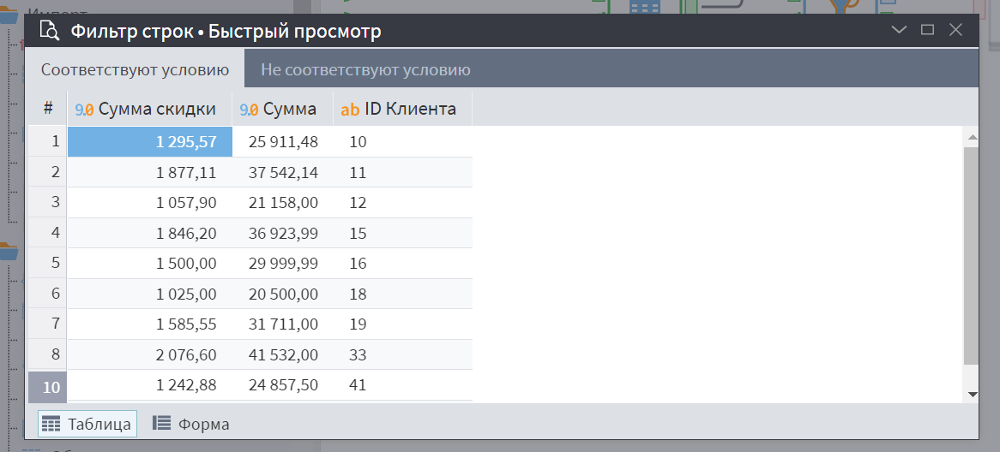 Импорт
Фильтр строк • Быстрый просмотр
Соответствуют условию Не соответствуют условию
# 9.0 Сумма скидки 9.0 Сумма ab ID Клиента
1 1 295,57 25 911,48 10
2 1 877,11 37 542,14 11
3 1 057,90 21 158,00 12
4 1 846,20 36 923,99 15
5 1 500,00 29 999,99 16
6 1 025,00 20 500,00 18
7 1 585,55 31 711,00 19
8 2 076,60 41 532,00 33
10 1 242,88 24 857,50 41
Таблица Форма